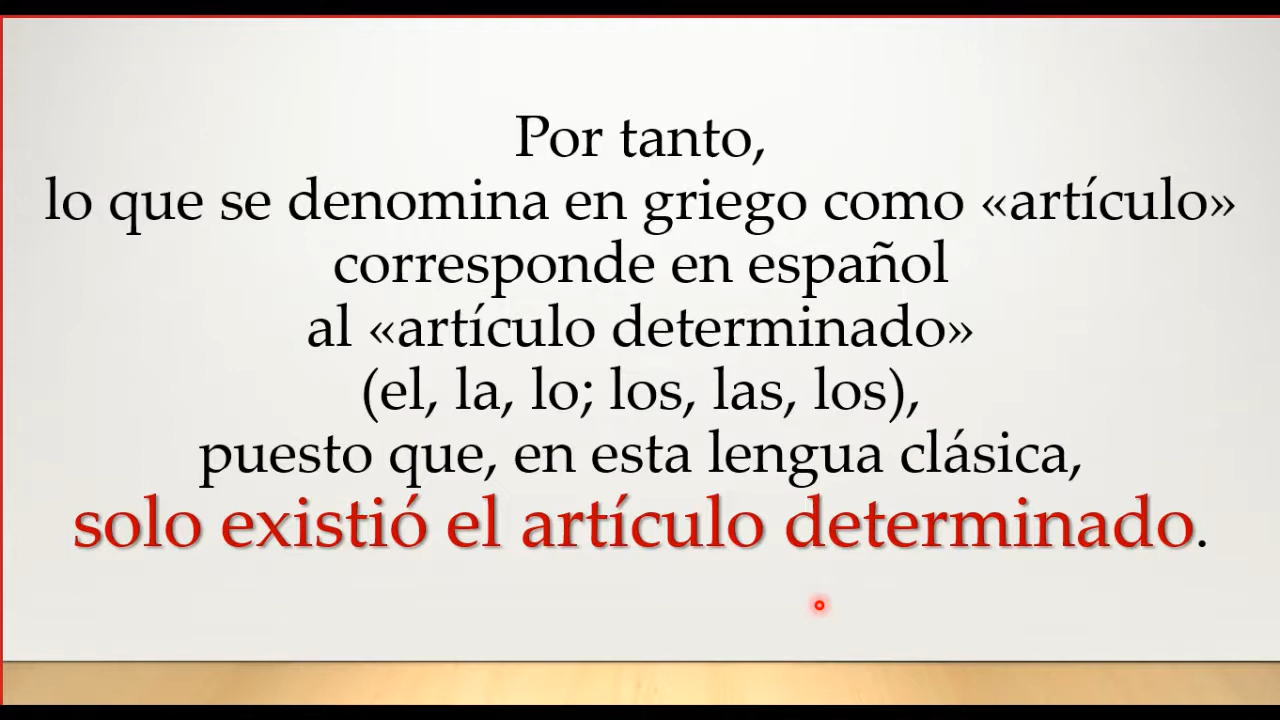 Por tanto,
lo que se denomina en griego como «artículo»
corresponde en español
al «artículo determinado»
(el, la, lo; los, las, los),
puesto que, en esta lengua clásica,
solo existió el artículo determinado.